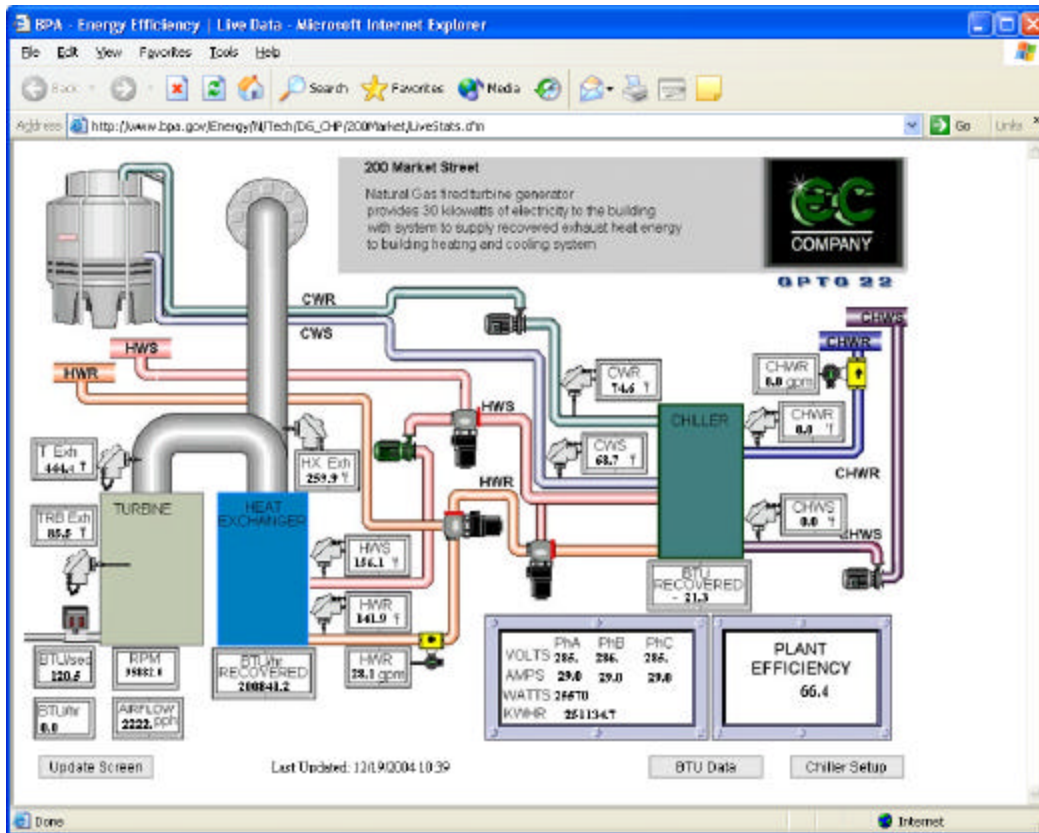 BPA - Energy Efficiency | Live Data - Microsoft Internet Explorer
File Edit View Favorites Tools Help
Back Search Favorites Media
Address http://www.bpa.gov/Energy/N/Tech/DG_CHP/200Market/LiveStats.cfm Go Links
200 Market Street
Natural Gas fired turbine generator
provides 30 kilowatts of electricity to the building
with system to supply recovered exhaust heat energy
to building heating and cooling system
e-c
COMPANY
OPTO 22
CWR
CWS
HWS
HWR
CHWS
CHWR
CHWR
0.0 gpm
CWR
74.6 °F
CHWR
0.0 °F
CHILLER
HWS
CWS
68.7 °F
CHWR
T Exh
444.4 °F
HX Exh
259.9 °F
HWR
TURBINE
HEAT
EXCHANGER
TRB Exh
85.5 °F
CHWS
0.0 °F
CHWS
HWS
156.1 °F
BTU
RECOVERED
- 21.3
HWR
141.9 °F
BTU/sec
120.5
RPM
BTU/hr
RECOVERED
200840.2
HWR
28.1 gpm
BTU/hr
0.0
AIRFLOW
2222. pph
PhA PhB PhC
VOLTS 285. 286. 285.
AMPS 29.0 29.0 29.0
WATTS 25570
KWHR 251134.7
PLANT
EFFICIENCY
66.4
Update Screen
Last Updated: 12/19/2004 10:39
BTU Data
Chiller Setup
Done
Internet